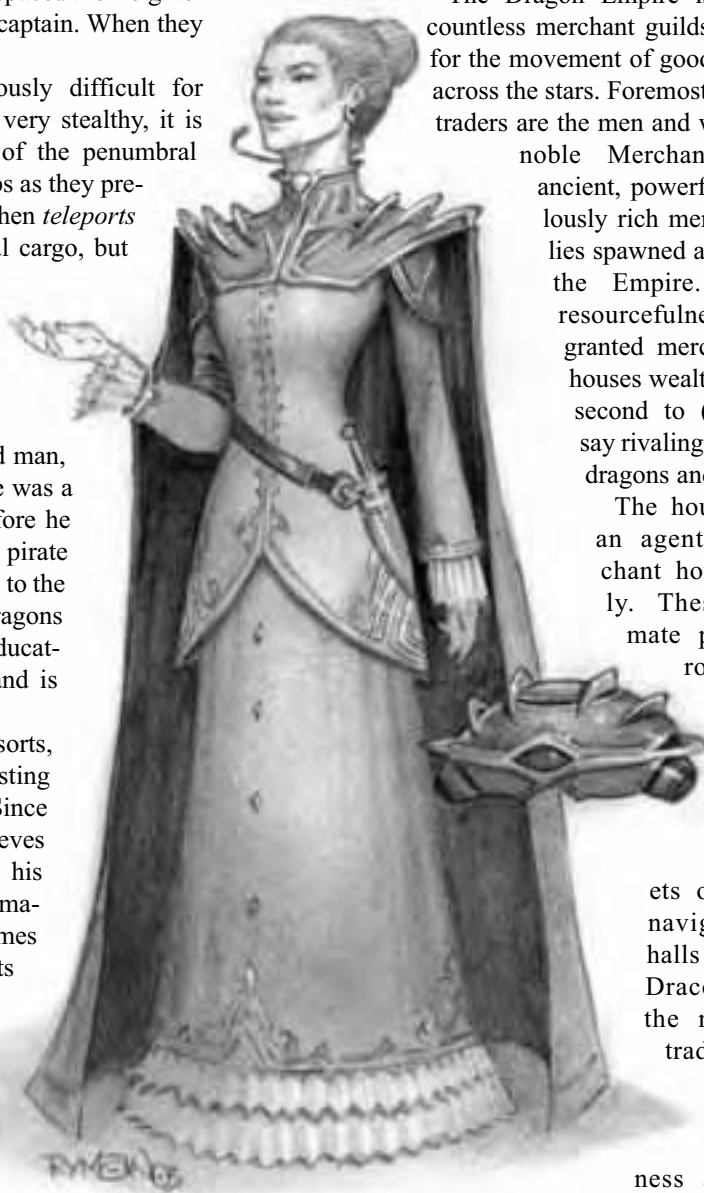 captain. When they
ously difficult for
very stealthy, it is
of the penumbral
os as they pre-
hen teleports
l cargo, but
d man,
e was a
fore he
pirate
to the
ragons
ducat-
and is
sorts,
sting
Since
eves
his
ma-
mes
ts
The Dragon Empire h
countless merchant guilds
for the movement of good
across the stars. Foremost
traders are the men and w
noble Merchan
ancient, powerf
lously rich mer
lies spawned a
the Empire.
resourcefulne
granted merc
houses wealt
second to (
say rivaling
dragons and
The hou
an agent
chant ho
ly. Thes
mate p
ro
ets o
navig
halls
Draco
the r
trad
ness